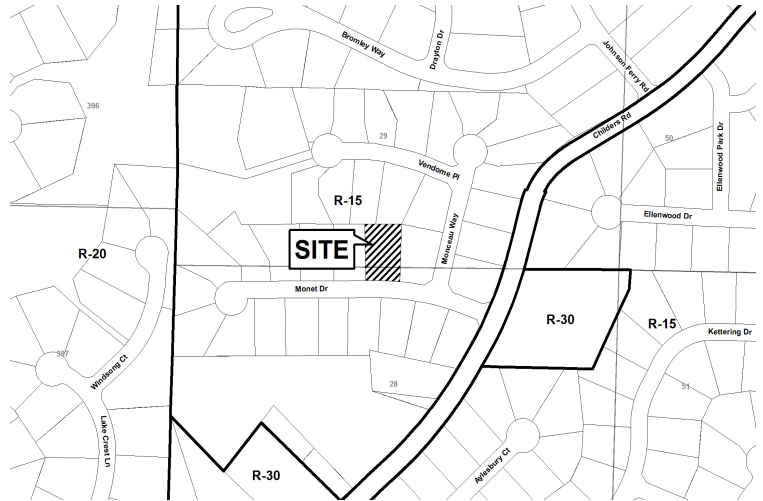 Bromley Way
Drayton Dr
Johnson Ferry Rd
396
29
Childers Rd
50
Ellenwood Park Dr
Vendome Pl
R-15
Ellenwood Dr
R-20
SITE
Monceau Way
Monet Dr
R-30
R-15
Kettering Dr
397
Windsong Ct
28
51
Lake Crest Ln
R-30
Aylesbury Ct